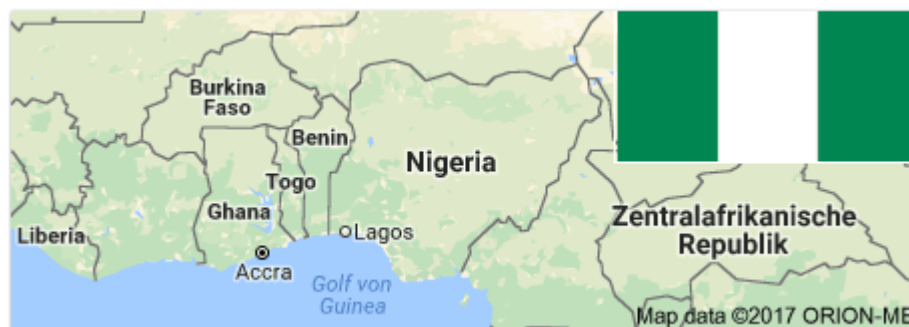 Burkina
Faso
Benin
Nigeria
Togo
Ghana
Liberia
Lagos
Accra
Zentralafrikanische
Republik
Golf von
Guinea
Map data ©2017 ORION-ME